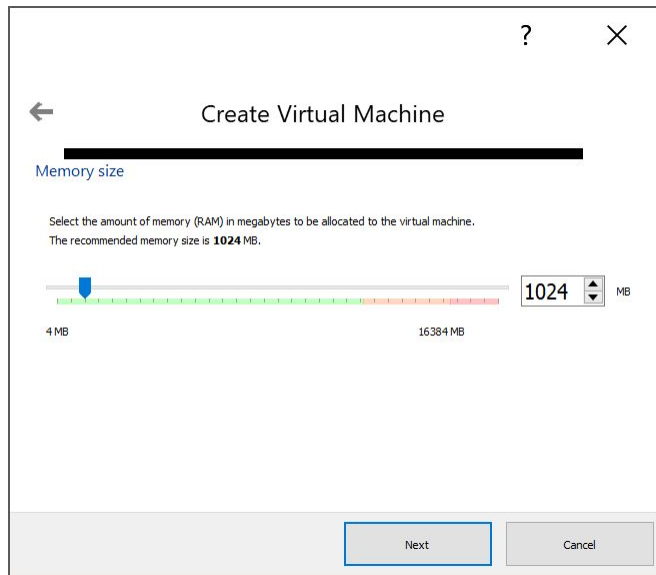 ?
Create Virtual Machine
Memory size
Select the amount of memory (RAM) in megabytes to be allocated to the virtual machine.
The recommended memory size is 1024 MB.
1024 MB
4 MB 16384 MB
Next Cancel